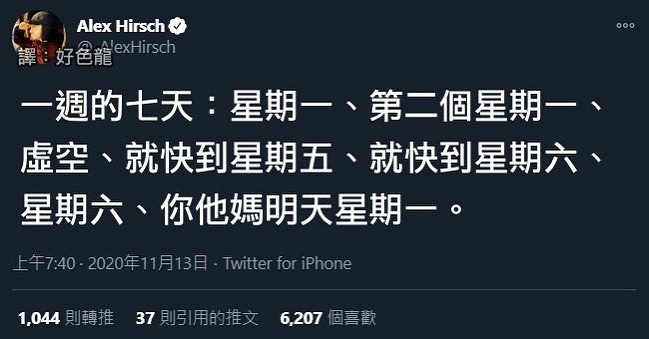 Alex Hirsch
@_AlexHirsch
譯：好色龍
一週的七天：星期一、第二個星期一、
虛空、就快到星期五、就快到星期六、
星期六、你他媽明天星期一。
上午7:40 · 2020年11月13日 · Twitter for iPhone
1,044 則轉推 37 則引用的推文 6,207 個喜歡